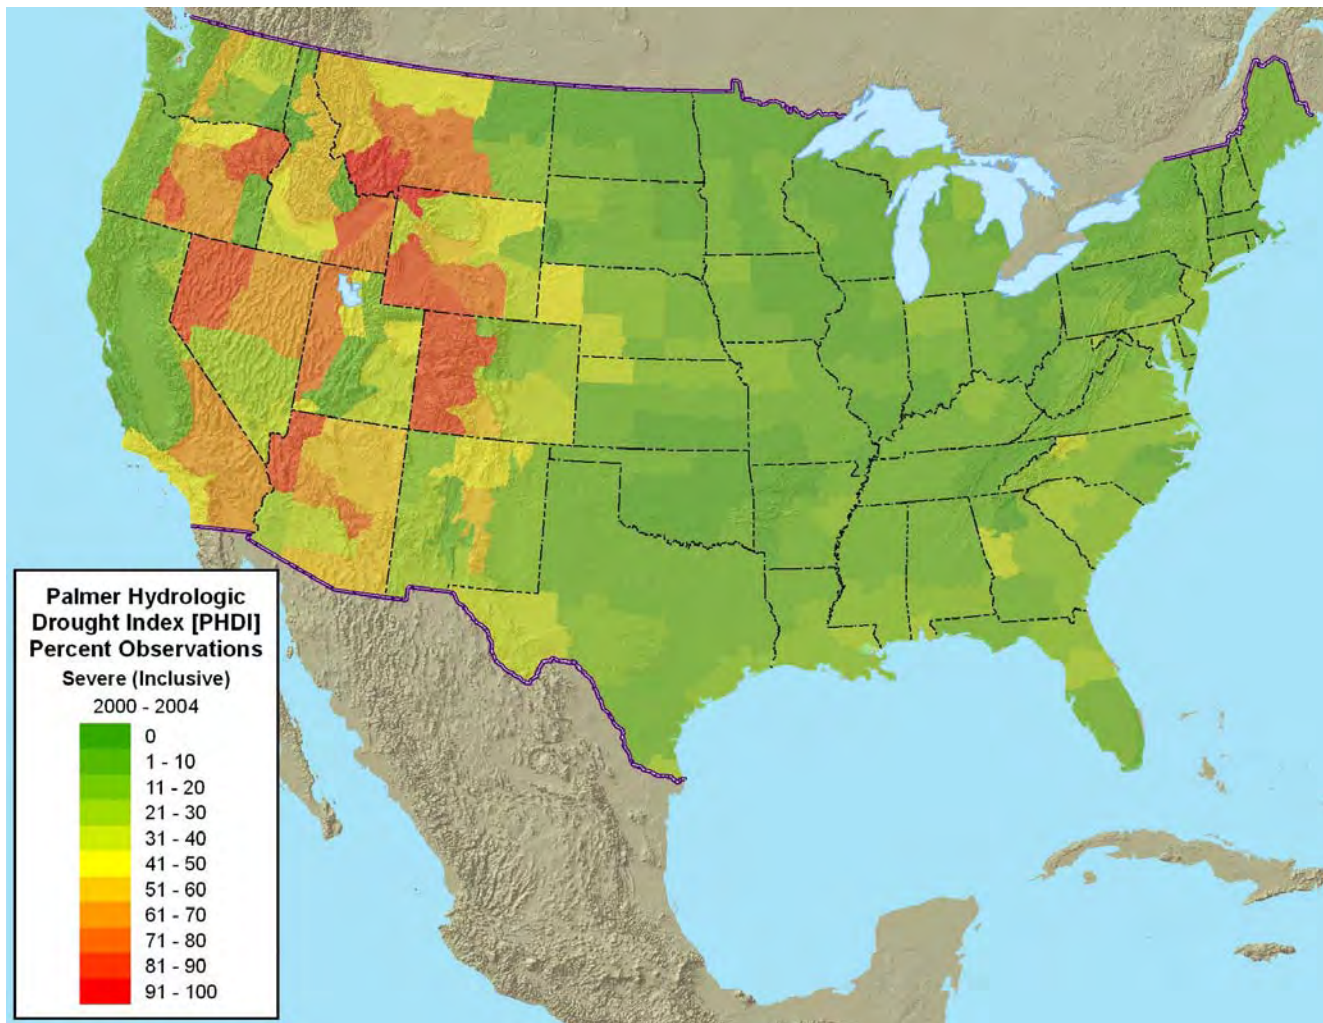 Palmer Hydrologic
Drought Index [PHDI]
Percent Observations
Severe (Inclusive)
2000 - 2004
0
1 - 10
11 - 20
21 - 30
31 - 40
41 - 50
51 - 60
61 - 70
71 - 80
81 - 90
91 - 100